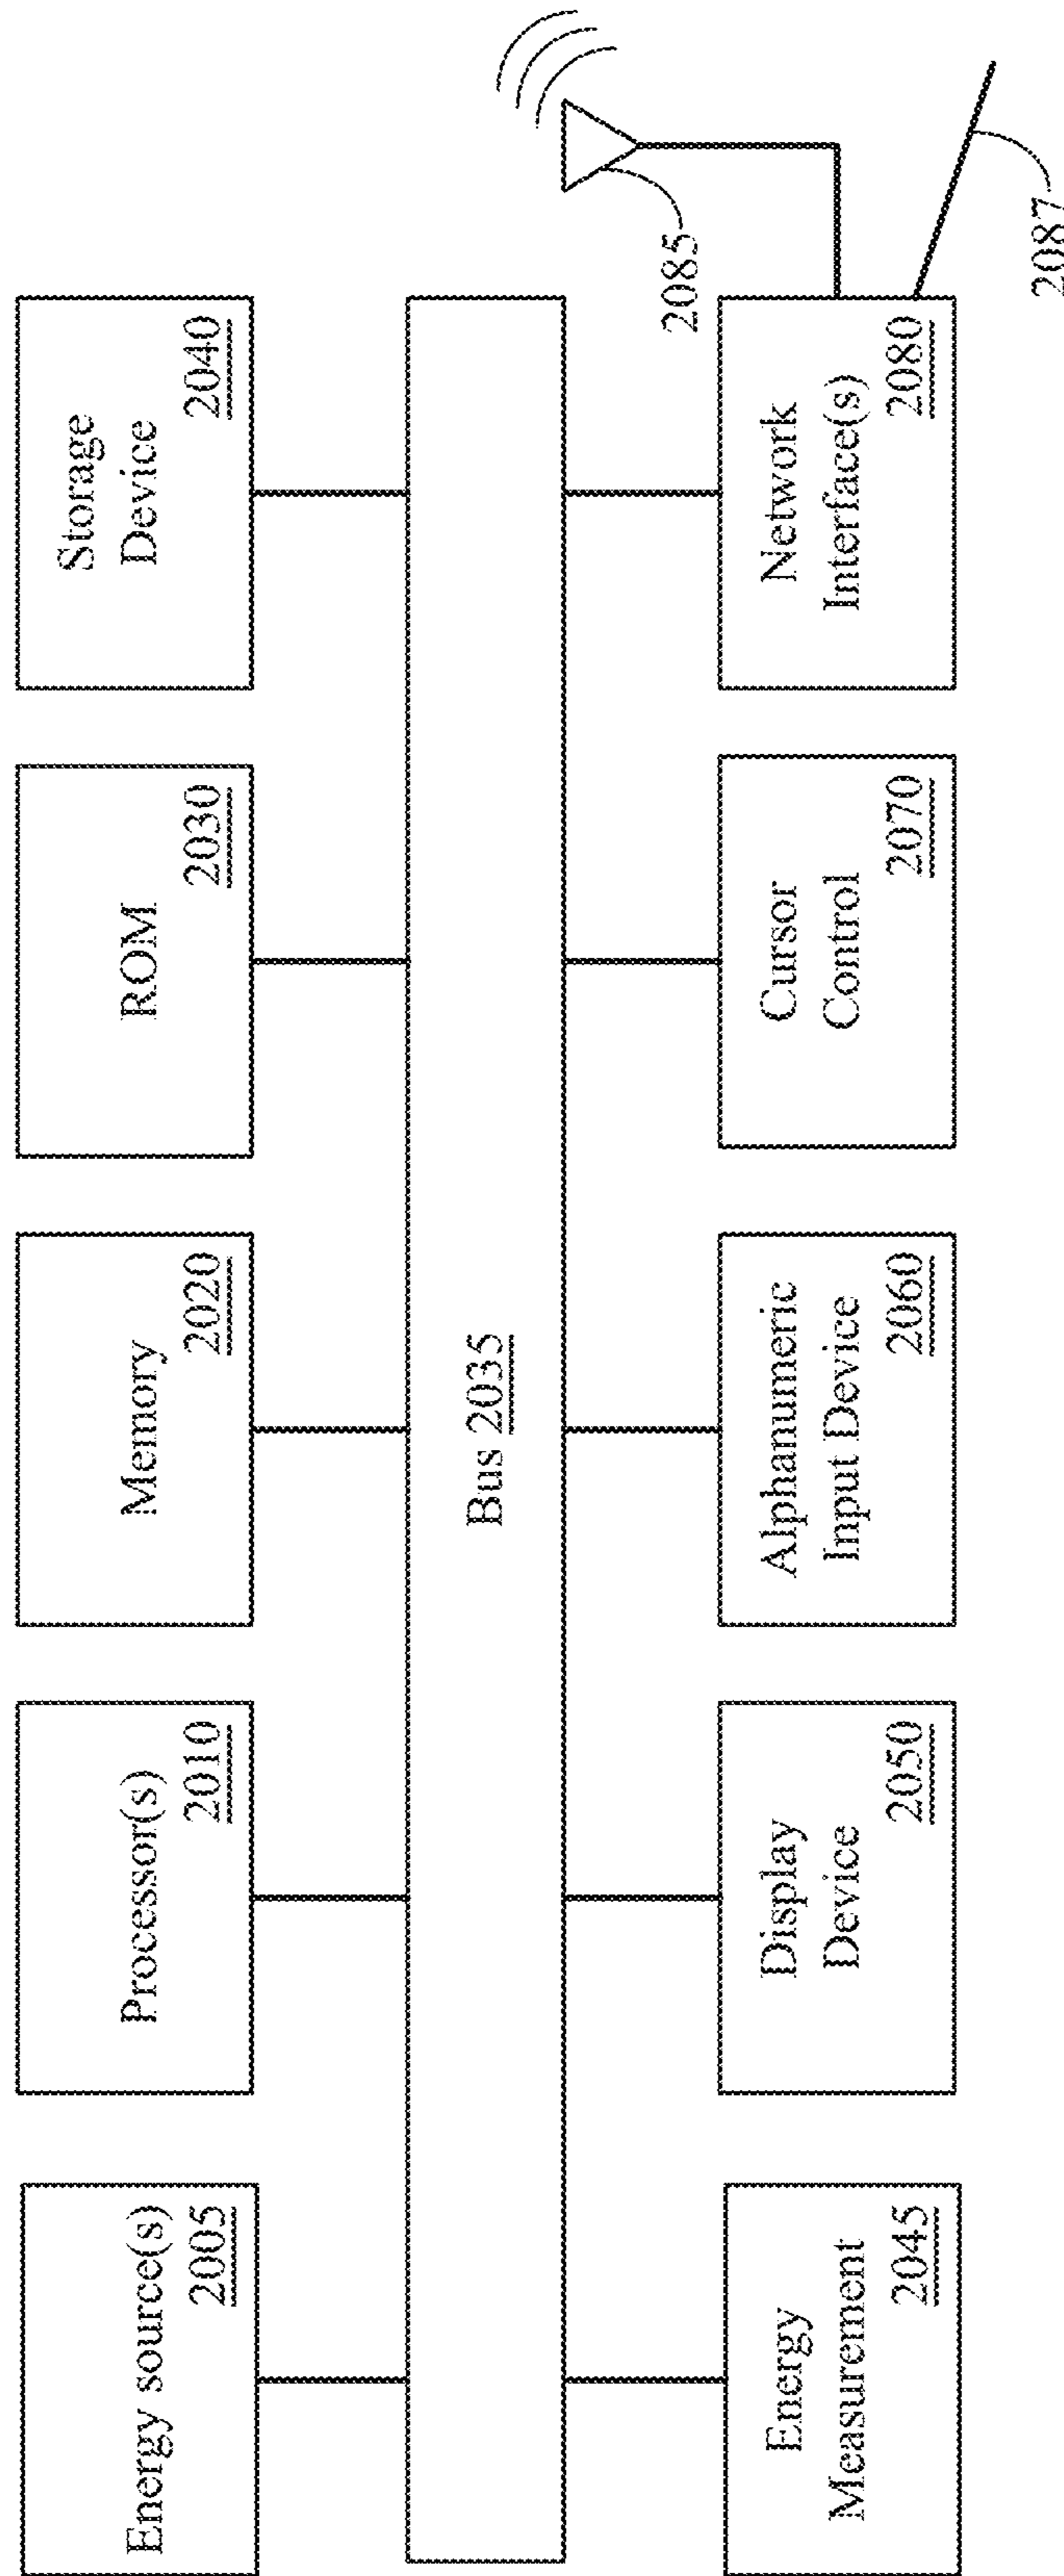 Energy source(s)
2005
Processor(s)
2010
Memory
2020
ROM
2030
Storage
Device
2040
Bus 2035
Energy
Measurement
2045
Display
Device
2050
Alphanumeric
Input Device
2060
Cursor
Control
2070
Network
Interface(s)
2080
2085
2087